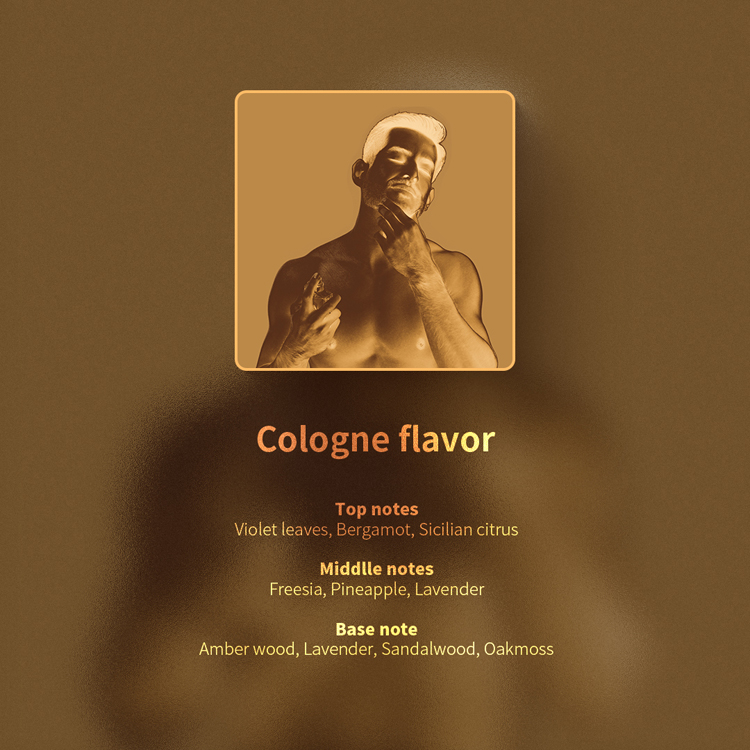 Cologne flavor
Top notes
Violet leaves, Bergamot, Sicilian citrus
Middlle notes
Freesia, Pineapple, Lavender
Base note
Amber wood, Lavender, Sandalwood, Oakmoss